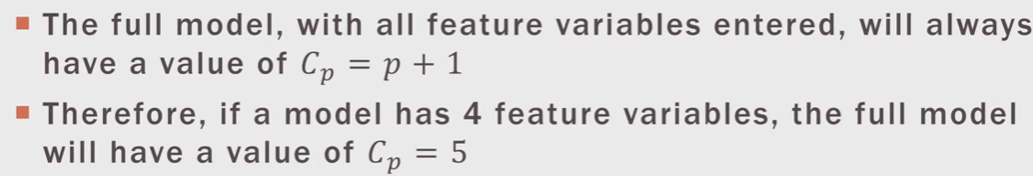 ▪ The full model, with all feature variables entered, will always
have a value of Cₚ = p + 1
▪ Therefore, if a model has 4 feature variables, the full model
will have a value of Cₚ = 5